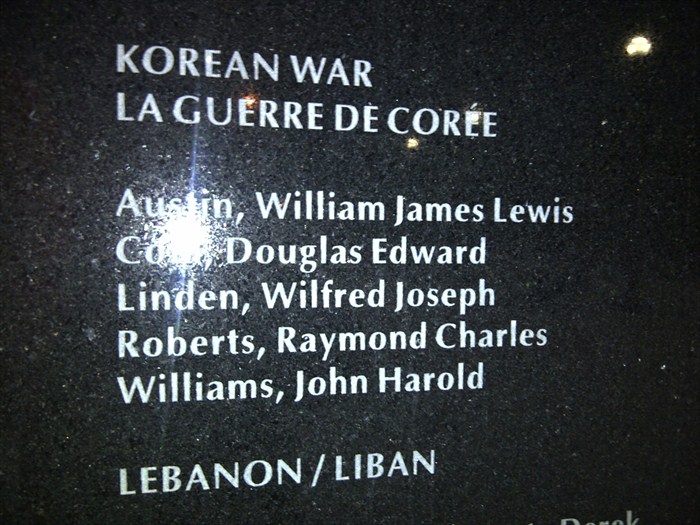 KOREAN WAR
LA GUERRE DE CORÉE
Austin, William James Lewis
Douglas Edward
Linden, Wilfred Joseph
Roberts, Raymond Charles
Williams, John Harold
LEBANON / LIBAN